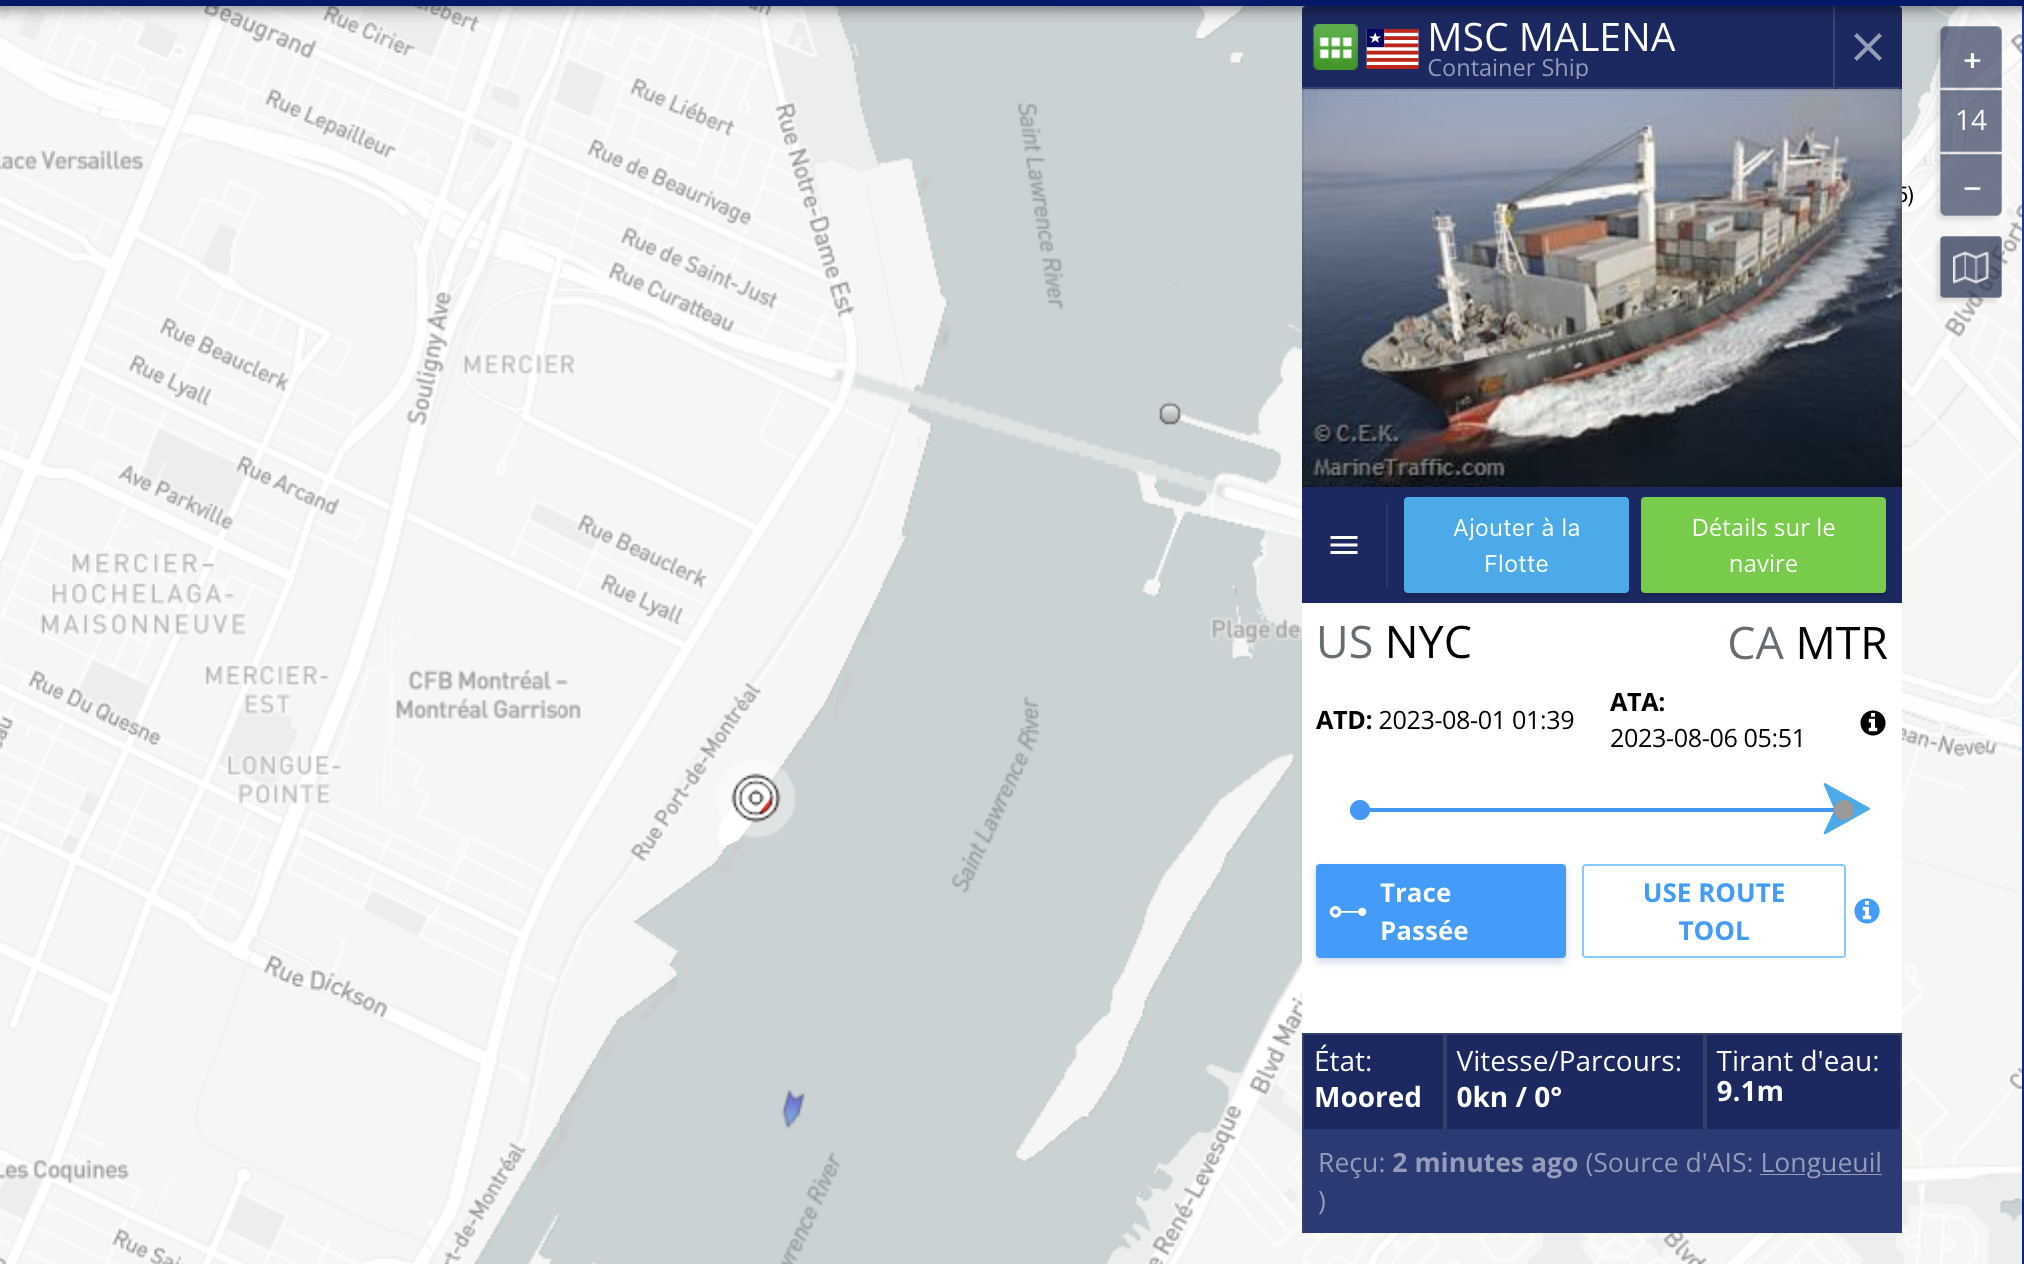 MSC MALENA
Container Ship
© C.E.K.
MarineTraffic.com
Ajouter à la
Flotte
Détails sur le
navire
US NYC
CA MTR
ATD: 2023-08-01 01:39
ATA:
2023-08-06 05:51
Trace
Passée
USE ROUTE
TOOL
État:
Moored
Vitesse/Parcours:
0kn / 0°
Tirant d'eau:
9.1m
Reçu: 2 minutes ago (Source d'AIS: Longueuil
)
+
14
−
Beaugrand
Rue Cirier
Rue Lepailleur
Rue Liébert
Rue de Beaurivage
Rue Notre-Dame Est
Rue de Saint-Just
Rue Curatteau
Saint Lawrence River
Rue Beauclerk
Rue Lyall
Souligny Ave
MERCIER
Ave Parkville
Rue Arcand
Rue Beauclerk
Rue Lyall
MERCIER-
HOCHELAGA-
MAISONNEUVE
MERCIER-
EST
CFB Montréal –
Montréal Garrison
Plage de
Rue Du Quesne
LONGUE-
POINTE
Rue Port-de-Montréal
Saint Lawrence River
Rue Dickson
Les Coquines
rt-de-Montréal
wrence River
Blvd Mari
e René-Levesque
Blvd
ean-Neveu
lace Versailles
Rue Sai